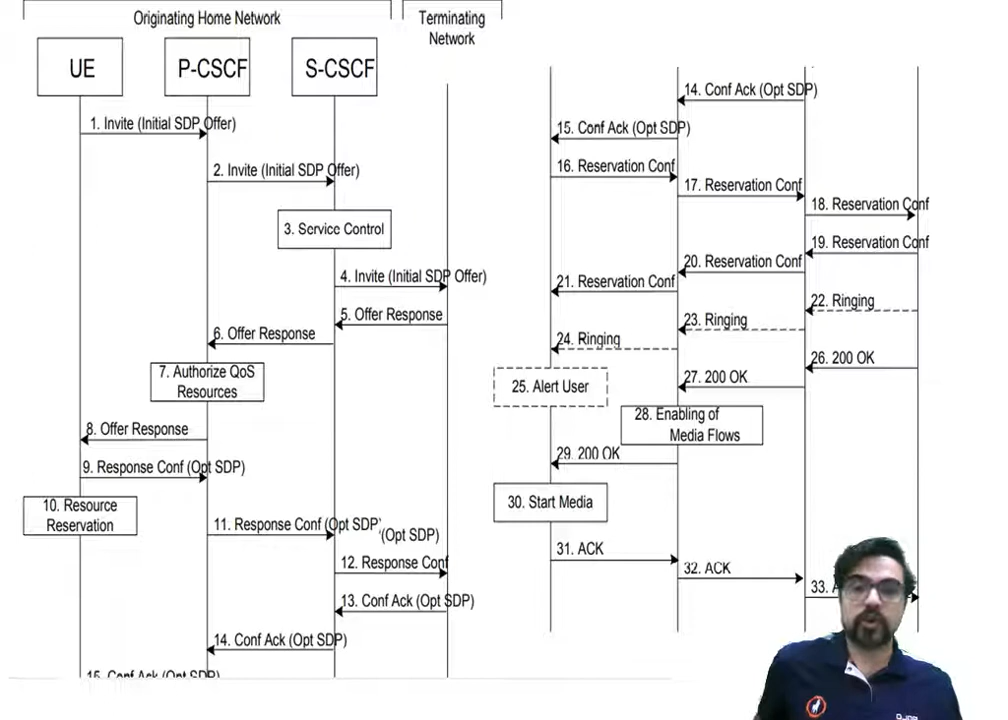 Originating Home Network
Terminating
Network
UE
P-CSCF
S-CSCF
1. Invite (Initial SDP Offer)
2. Invite (Initial SDP Offer)
3. Service Control
4. Invite (Initial SDP Offer)
5. Offer Response
6. Offer Response
7. Authorize QoS
Resources
8. Offer Response
9. Response Conf (Opt SDP)
10. Resource
Reservation
11. Response Conf (Opt SDP)
(Opt SDP)
12. Response Conf
13. Conf Ack (Opt SDP)
14. Conf Ack (Opt SDP)
15. Conf Ack (Opt SDP)
14. Conf Ack (Opt SDP)
15. Conf Ack (Opt SDP)
16. Reservation Conf
17. Reservation Conf
18. Reservation Conf
19. Reservation Conf
20. Reservation Conf
21. Reservation Conf
22. Ringing
23. Ringing
24. Ringing
25. Alert User
26. 200 OK
27. 200 OK
28. Enabling of
Media Flows
29. 200 OK
30. Start Media
31. ACK
32. ACK
33.